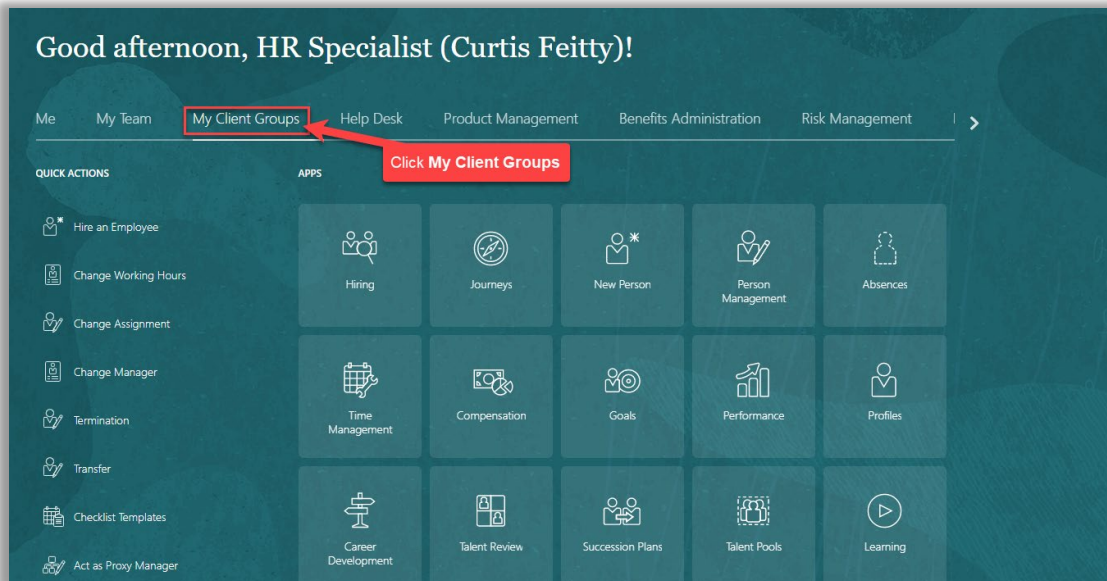 Good afternoon, HR Specialist (Curtis Feitty)!
Me My Team My Client Groups Help Desk Product Management Benefits Administration Risk Management
Click My Client Groups
QUICK ACTIONS
Hire an Employee
Change Working Hours
Change Assignment
Change Manager
Termination
Transfer
Checklist Templates
Act as Proxy Manager
APPS
Hiring
Journeys
New Person
Person
Management
Absences
Time
Management
Compensation
Goals
Performance
Profiles
Career
Development
Talent Review
Succession Plans
Talent Pools
Learning